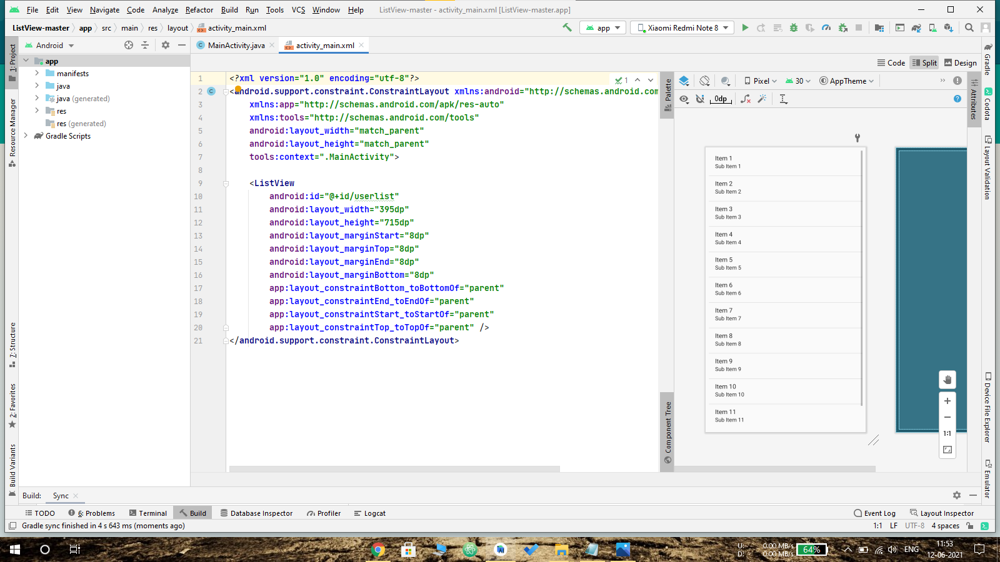 File Edit View Navigate Code Analyze Refactor Build Run Tools VCS Window Help ListView-master - activity_main.xml [ListView-master.app]
ListView-master app src main res layout activity_main.xml app Xiaomi Redmi Note 8
Android MainActivity.java activity_main.xml
Code Split Design
1: Project
Resource Manager
7: Structure
2: Favorites
Build Variants
app
manifests
java
java (generated)
res
res (generated)
Gradle Scripts
1 <?xml version="1.0" encoding="utf-8"?>
2 <android.support.constraint.ConstraintLayout xmlns:android="http://schemas.android.com
3 xmlns:app="http://schemas.android.com/apk/res-auto"
4 xmlns:tools="http://schemas.android.com/tools"
5 android:layout_width="match_parent"
6 android:layout_height="match_parent"
7 tools:context=".MainActivity">
8
9 <ListView
10 android:id="@+id/userlist"
11 android:layout_width="395dp"
12 android:layout_height="715dp"
13 android:layout_marginStart="8dp"
14 android:layout_marginTop="8dp"
15 android:layout_marginEnd="8dp"
16 android:layout_marginBottom="8dp"
17 app:layout_constraintBottom_toBottomOf="parent"
18 app:layout_constraintEnd_toEndOf="parent"
19 app:layout_constraintStart_toStartOf="parent"
20 app:layout_constraintTop_toTopOf="parent" />
21 </android.support.constraint.ConstraintLayout>
1
Palette
Component Tree
Pixel 30 AppTheme
0dp
Item 1
Sub Item 1
Item 2
Sub Item 2
Item 3
Sub Item 3
Item 4
Sub Item 4
Item 5
Sub Item 5
Item 6
Sub Item 6
Item 7
Sub Item 7
Item 8
Sub Item 8
Item 9
Sub Item 9
Item 10
Sub Item 10
Item 11
Sub Item 11
1:1
Attributes
Gradle
Codota
Layout Validation
Device File Explorer
Emulator
Build: Sync
TODO 6: Problems Terminal Build Database Inspector Profiler Logcat Event Log Layout Inspector
Gradle sync finished in 4 s 643 ms (moments ago) 1:1 LF UTF-8 4 spaces
U: 0.00 MB/s
D: 0.00 MB/s
64%
ENG
11:53
12-06-2021